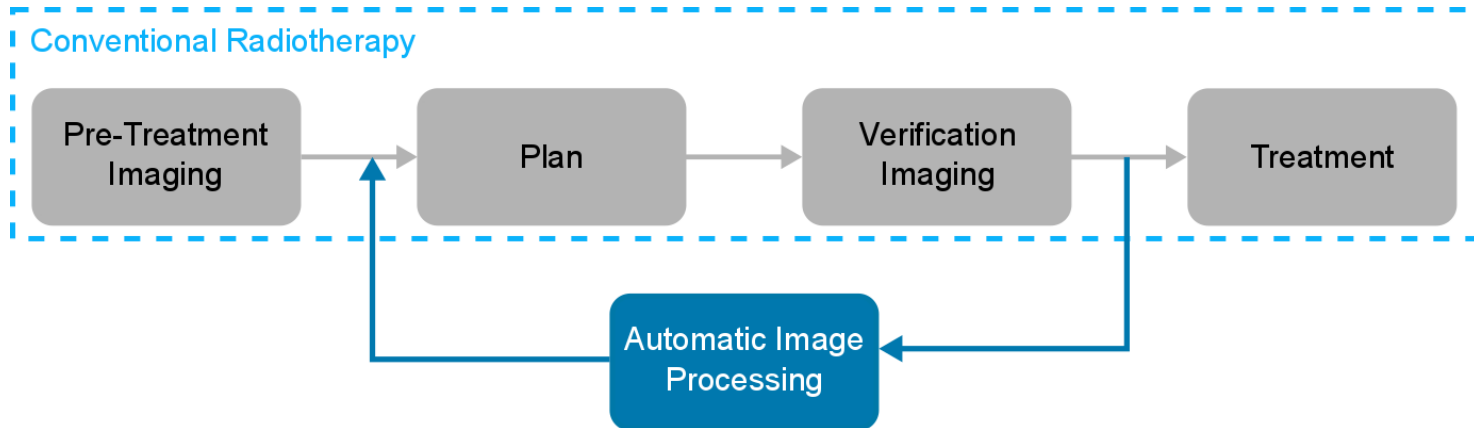 Conventional Radiotherapy
Pre-Treatment
Imaging
Plan
Verification
Imaging
Treatment
Automatic Image
Processing